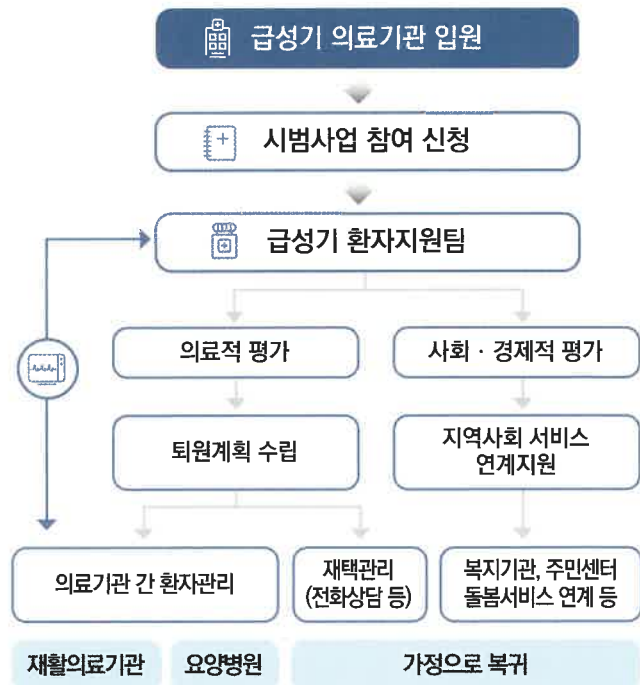 급성기 의료기관 입원
시범사업 참여 신청
급성기 환자지원팀
의료적 평가
사회 · 경제적 평가
퇴원계획 수립
지역사회 서비스
연계지원
의료기관 간 환자관리
재택관리
(전화상담 등)
복지기관, 주민센터
돌봄서비스 연계 등
재활의료기관
요양병원
가정으로 복귀